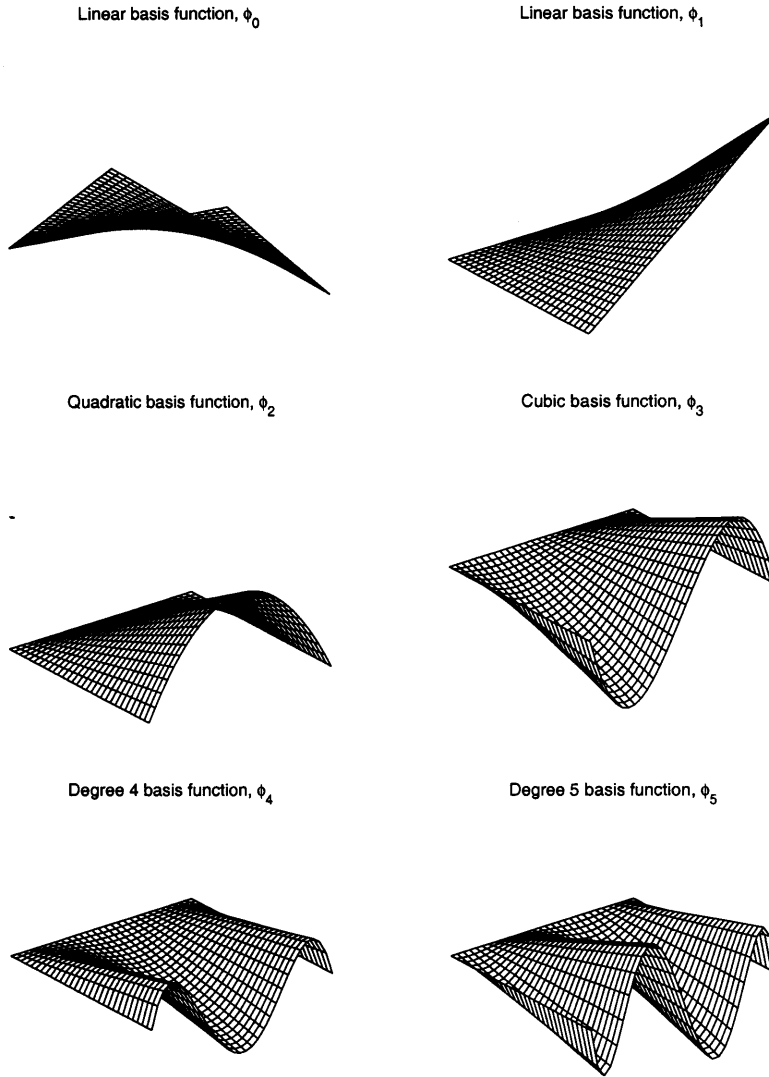 Linear basis function, ϕ₀
Linear basis function, ϕ₁
Quadratic basis function, ϕ₂
Cubic basis function, ϕ₃
Degree 4 basis function, ϕ₄
Degree 5 basis function, ϕ₅